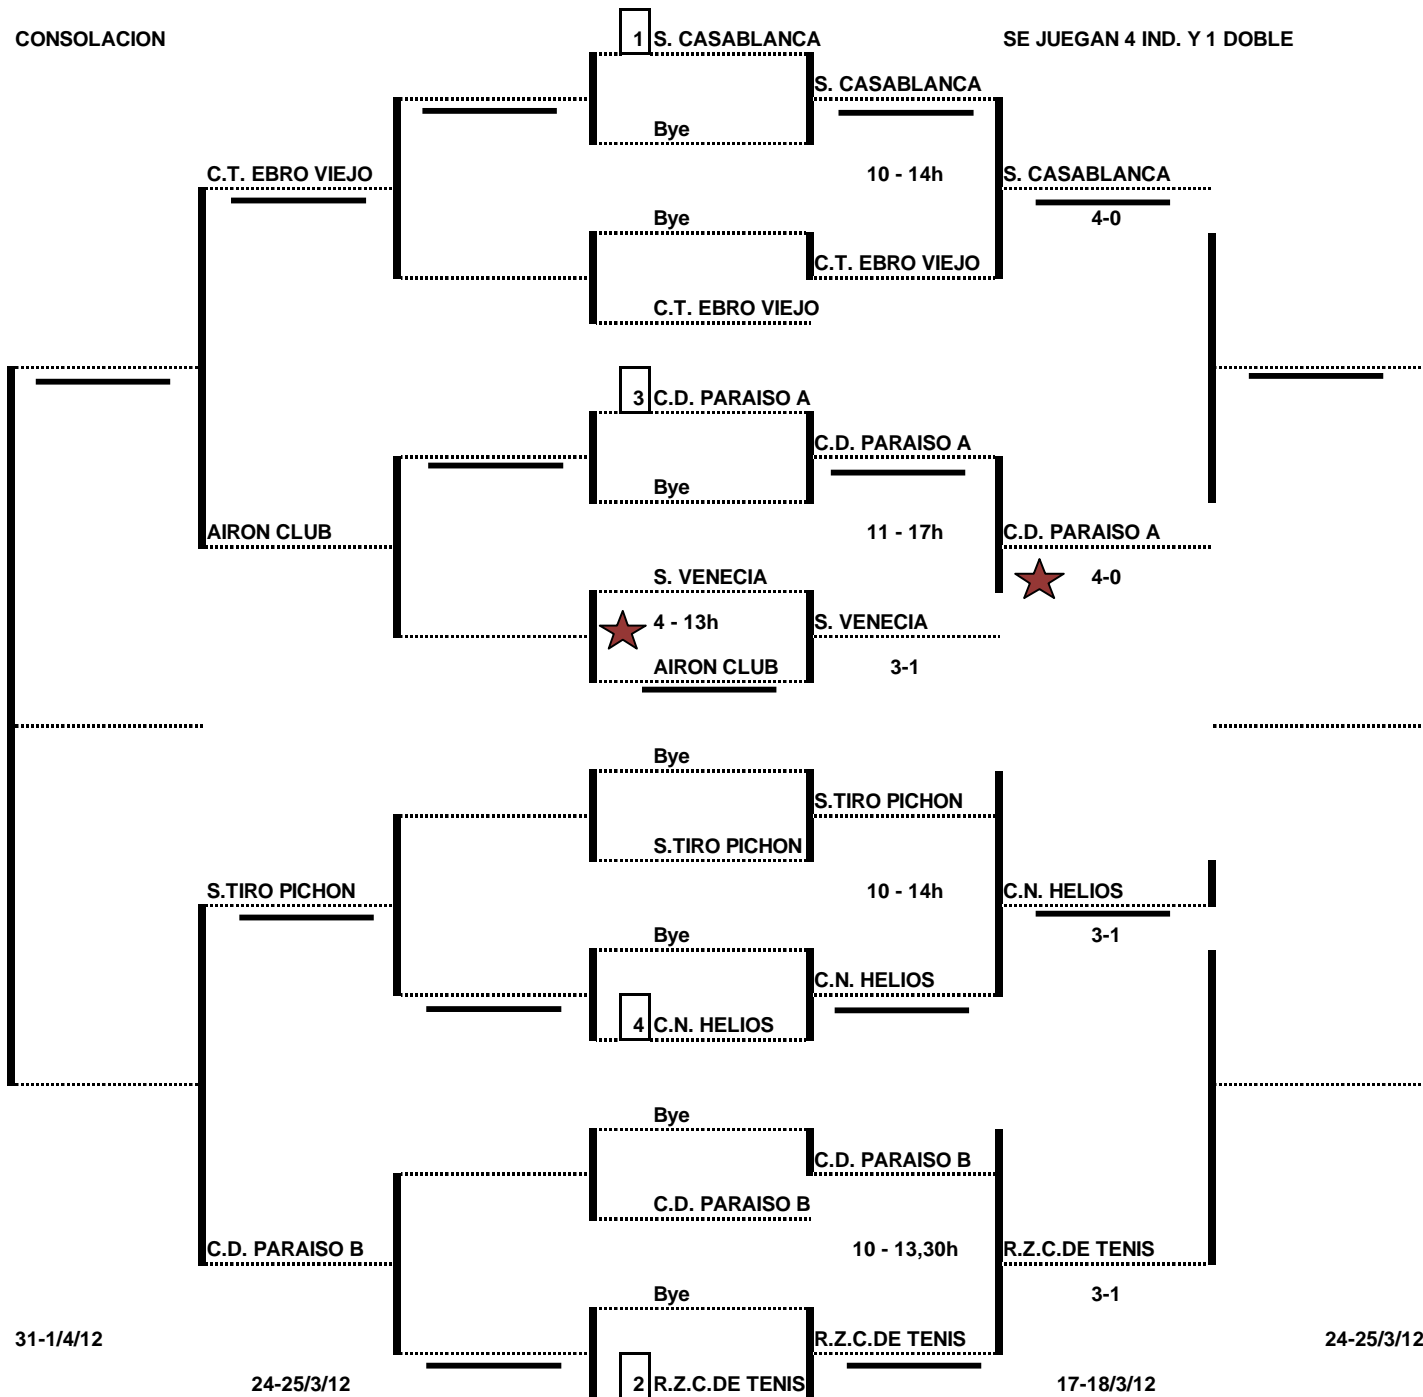 CONSOLACION
1 S. CASABLANCA
SE JUEGAN 4 IND. Y 1 DOBLE
S. CASABLANCA
Bye
C.T. EBRO VIEJO
10 - 14h
S. CASABLANCA
Bye
4-0
C.T. EBRO VIEJO
C.T. EBRO VIEJO
3 C.D. PARAISO A
C.D. PARAISO A
Bye
AIRON CLUB
11 - 17h
C.D. PARAISO A
S. VENECIA
4-0
4 - 13h
S. VENECIA
AIRON CLUB
3-1
Bye
S.TIRO PICHON
S.TIRO PICHON
S.TIRO PICHON
10 - 14h
C.N. HELIOS
Bye
3-1
C.N. HELIOS
4 C.N. HELIOS
Bye
C.D. PARAISO B
C.D. PARAISO B
C.D. PARAISO B
10 - 13,30h
R.Z.C.DE TENIS
Bye
3-1
31-1/4/12
R.Z.C.DE TENIS
24-25/3/12
24-25/3/12
2 R.Z.C.DE TENIS
17-18/3/12